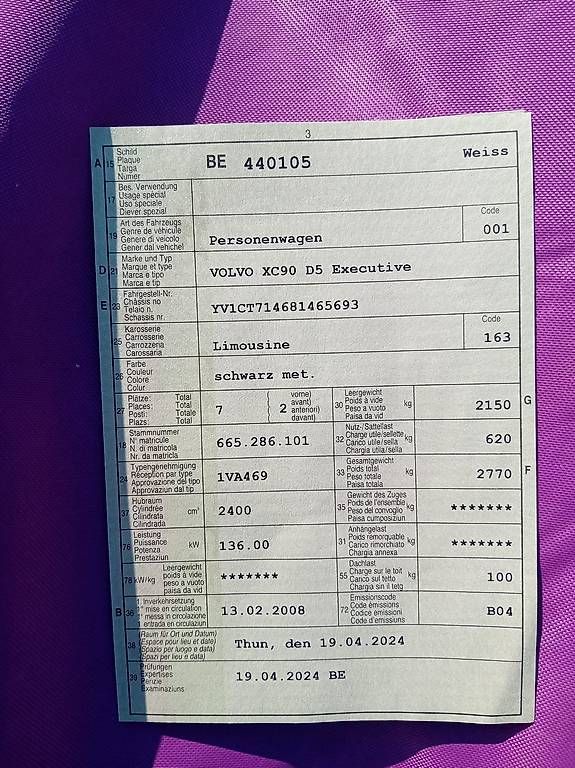 3
A 15 Schild Plaque Targa Numer BE 440105 Weiss
17 Bes. Verwendung Usage spécial Uso speciale Diever spezial
19 Art des Fahrzeugs Genre de véhicule Genere di veicolo Gener dal vehichel Personenwagen Code 001
D 21 Marke und Typ Marque et type Marca e tipo Marca e tip VOLVO XC90 D5 Executive
E 23 Fahrgestell-Nr. Châssis no Telaio n. Schassis nr. YV1CT714681465693
25 Karosserie Carrosserie Carrozzeria Carossaria Limousine Code 163
26 Farbe Couleur Colore Colur schwarz met.
27 Plätze: Total Places: Total Posti: Totale Plazs: Total 7 2 vorne) avant) anteriori) davant)
30 Leergewicht Poids à vide Peso a vuoto Paisa da vid kg 2150 G
18 Stammnummer N° matricule N. di matricola Nr. da matricla 665.286.101
32 Nutz-/Sattellast Charge utile/sellette Carico utile/sella Chargia utila/sella kg 620
24 Typengenehmigung Réception par type Approvazione del tipo Approvaziun dal tip 1VA469
33 Gesamtgewicht Poids total Peso totale Paisa totala kg 2770 F
37 Hubraum Cylindrée Cilindrata Cilindrada cm³ 2400
35 Gewicht des Zuges Poids de l'ensemble Peso del convoglio Paisa cumposiziun kg *******
76 Leistung Puissance Potenza Prestaziun kW 136.00
31 Anhängelast Poids remorquable Carico rimorchiato Chargia annexa kg *******
78 kW/kg Leergewicht poids à vide peso a vuoto paisa da vid *******
55 Dachlast Charge sur le toit Carico sul tetto Chargia sin il tetg kg 100
B 36 1. Inverkehrsetzung 1re mise en circulation 1a messa in circolazione 1. entrada en circulaziun 13.02.2008
72 Emissionscode Code émissions Codice emissioni Code d'emissiuns B04
38 (Raum für Ort und Datum) (Espace pour lieu et date) (Spazio per luogo e data) (Spazi per lieu e data) Thun, den 19.04.2024
39 Prüfungen Expertises Perizie Examinaziuns 19.04.2024 BE